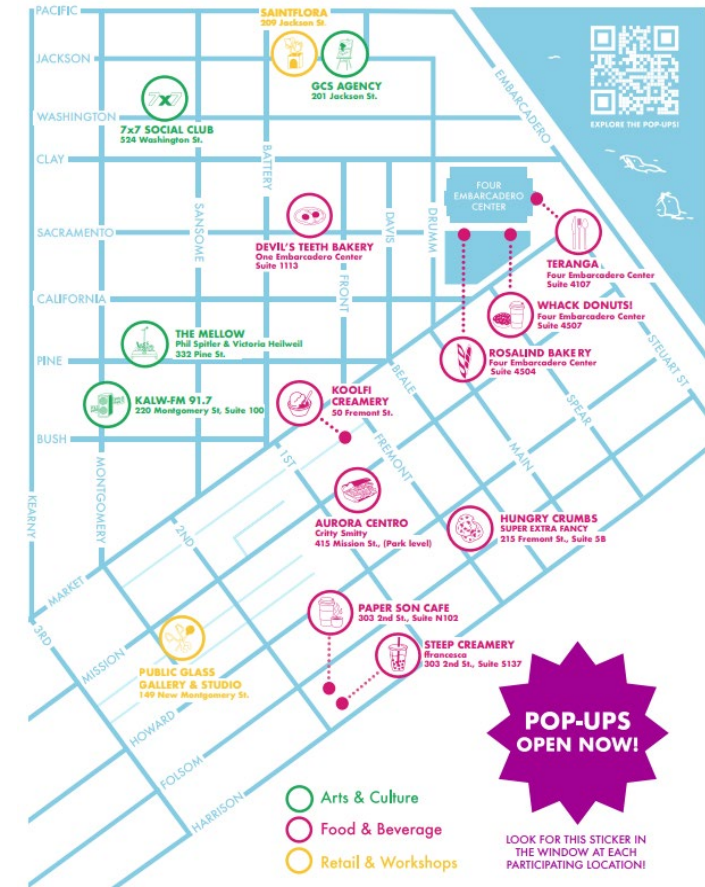 PACIFIC
SAINTFLORA
209 Jackson St.
JACKSON
GCS AGENCY
201 Jackson St.
EMBARCADERO
EXPLORE THE POP-UPS!
7x7
WASHINGTON
7x7 SOCIAL CLUB
524 Washington St.
CLAY
BATTERY
SANSOME
FRONT
DAVIS
DRUMM
FOUR
EMBARCADERO
CENTER
SACRAMENTO
DEVIL'S TEETH BAKERY
One Embarcadero Center
Suite 1113
TERANGA
Four Embarcadero Center
Suite 4107
CALIFORNIA
WHACK DONUTS!
Four Embarcadero Center
Suite 4507
THE MELLOW
Phil Spitler & Victoria Heilweil
332 Pine St.
ROSALIND BAKERY
Four Embarcadero Center
Suite 4504
STEUART ST
PINE
BEALE
SPEAR
KALW-FM 91.7
220 Montgomery St, Suite 100
KOOLFI
CREAMERY
50 Fremont St.
BUSH
1ST
FREMONT
MAIN
KEARNY
MONTGOMERY
2ND
AURORA CENTRO
Critty Smitty
415 Mission St., (Park level)
HUNGRY CRUMBS
SUPER EXTRA FANCY
215 Fremont St., Suite 5B
MARKET
3RD
MISSION
PAPER SON CAFE
303 2nd St., Suite N102
STEEP CREAMERY
ffrancesca
303 2nd St., Suite S137
PUBLIC GLASS
GALLERY & STUDIO
149 New Montgomery St.
HOWARD
FOLSOM
HARRISON
POP-UPS
OPEN NOW!
Arts & Culture
Food & Beverage
Retail & Workshops
LOOK FOR THIS STICKER IN
THE WINDOW AT EACH
PARTICIPATING LOCATION!